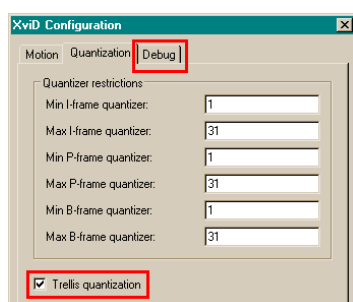 XviD Configuration
Motion Quantization Debug
Quantizer restrictions
Min I-frame quantizer: 1
Max I-frame quantizer: 31
Min P-frame quantizer: 1
Max P-frame quantizer: 31
Min B-frame quantizer: 1
Max B-frame quantizer: 31
Trellis quantization